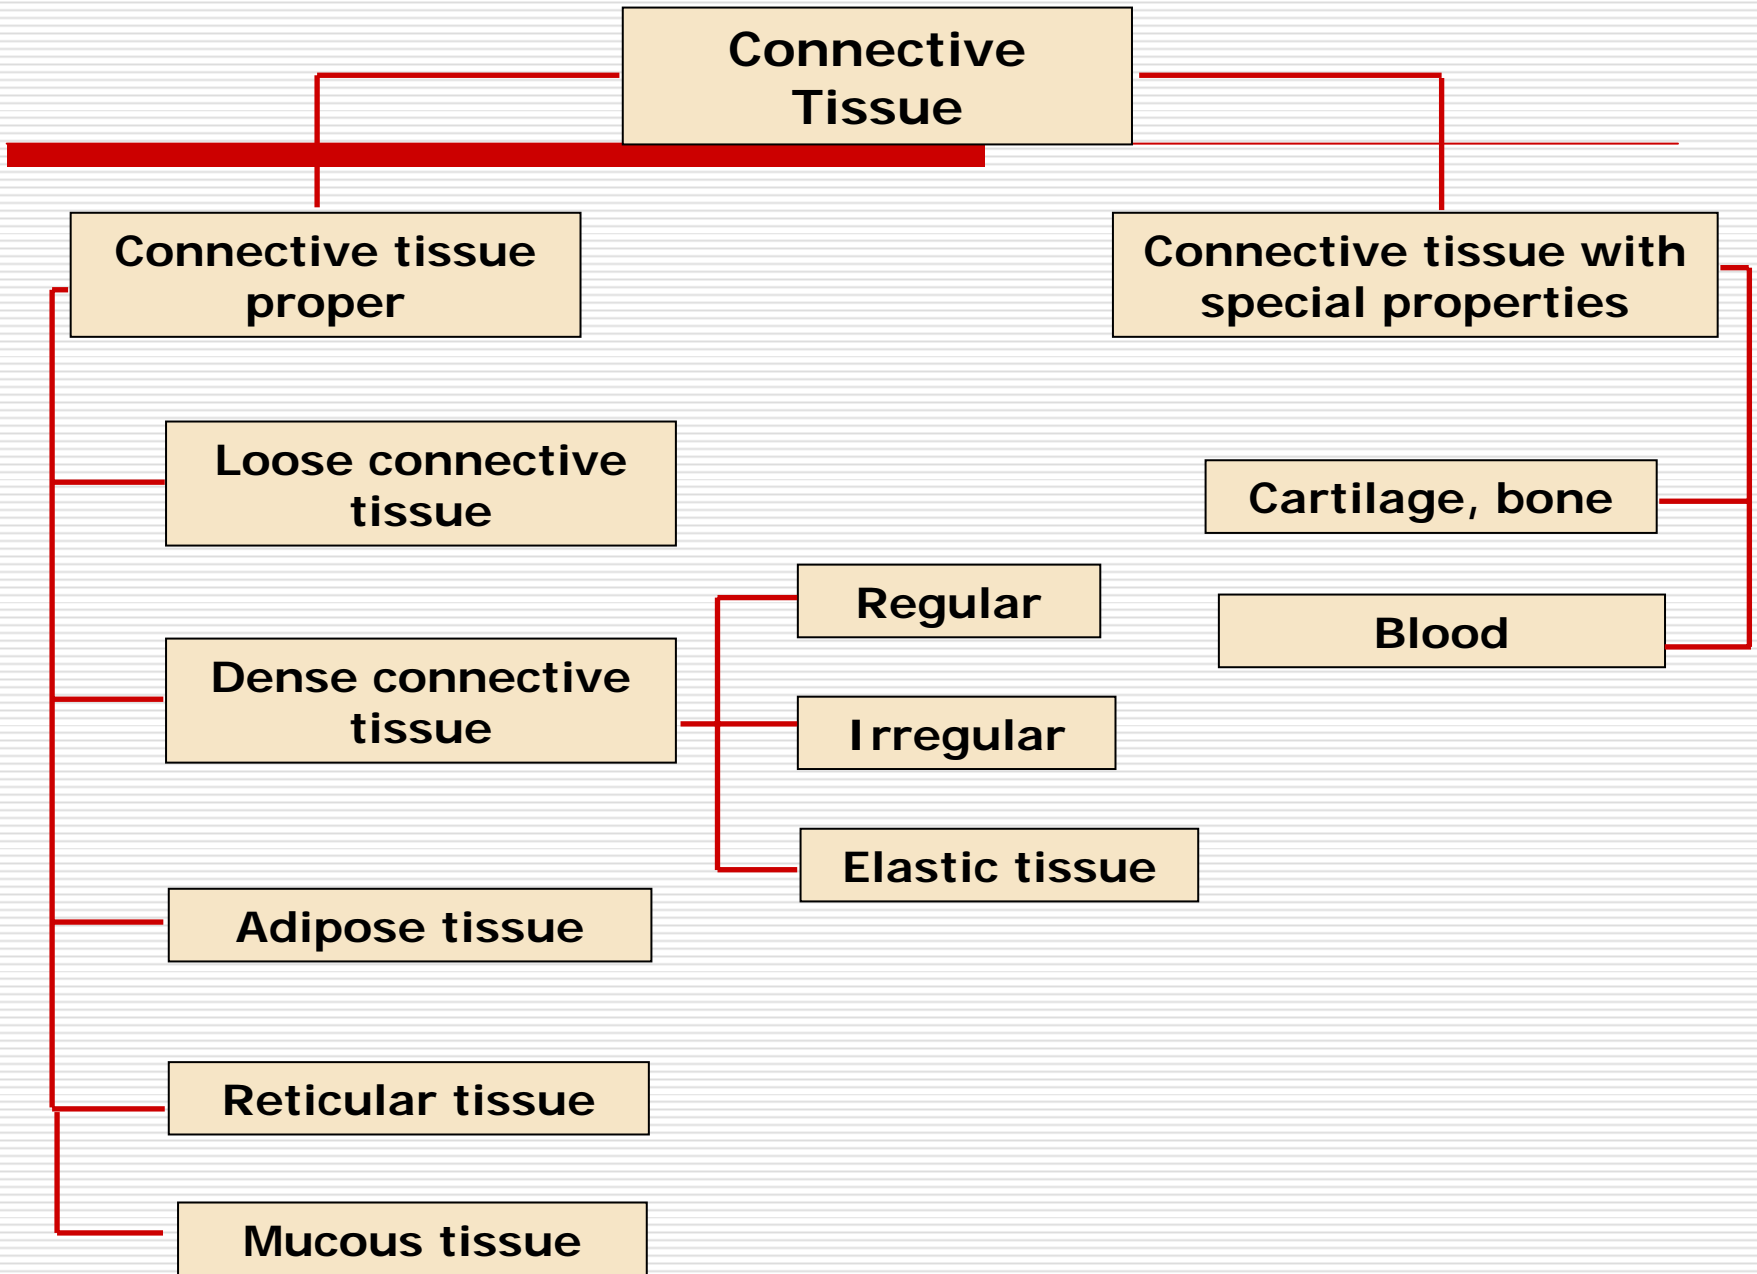 Connective
Tissue
Connective tissue
proper
Connective tissue with
special properties
Loose connective
tissue
Cartilage, bone
Regular
Blood
Dense connective
tissue
Irregular
Elastic tissue
Adipose tissue
Reticular tissue
Mucous tissue